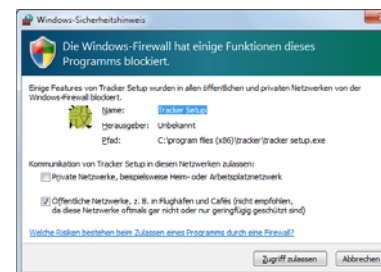 Windows-Sicherheitshinweis
Die Windows-Firewall hat einige Funktionen dieses
Programms blockiert.
Einige Features von Tracker Setup wurden in allen öffentlichen und privaten Netzwerken von der
Windows-Firewall blockiert.
Name: Tracker Setup
Herausgeber: Unbekannt
Pfad: C:\program files (x86)\tracker\tracker setup.exe
Kommunikation von Tracker Setup in diesen Netzwerken zulassen:
Private Netzwerke, beispielsweise Heim- oder Arbeitsplatznetzwerk
Öffentliche Netzwerke, z. B. in Flughäfen und Cafés (nicht empfohlen,
da diese Netzwerke oftmals gar nicht oder nur geringfügig geschützt sind)
Welche Risiken bestehen beim Zulassen eines Programms durch eine Firewall?
Zugriff zulassen Abbrechen